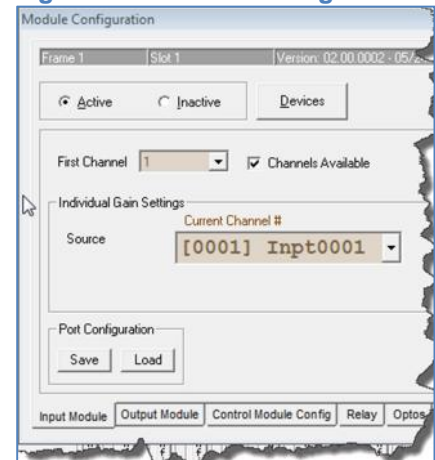 Module Configuration
Frame 1 Slot 1 Version: 02.00.0002 - 05/2
Active Inactive Devices
First Channel 1 Channels Available
Individual Gain Settings
Current Channel #
Source [0001] Inpt0001
Port Configuration
Save Load
Input Module Output Module Control Module Config Relay Optos